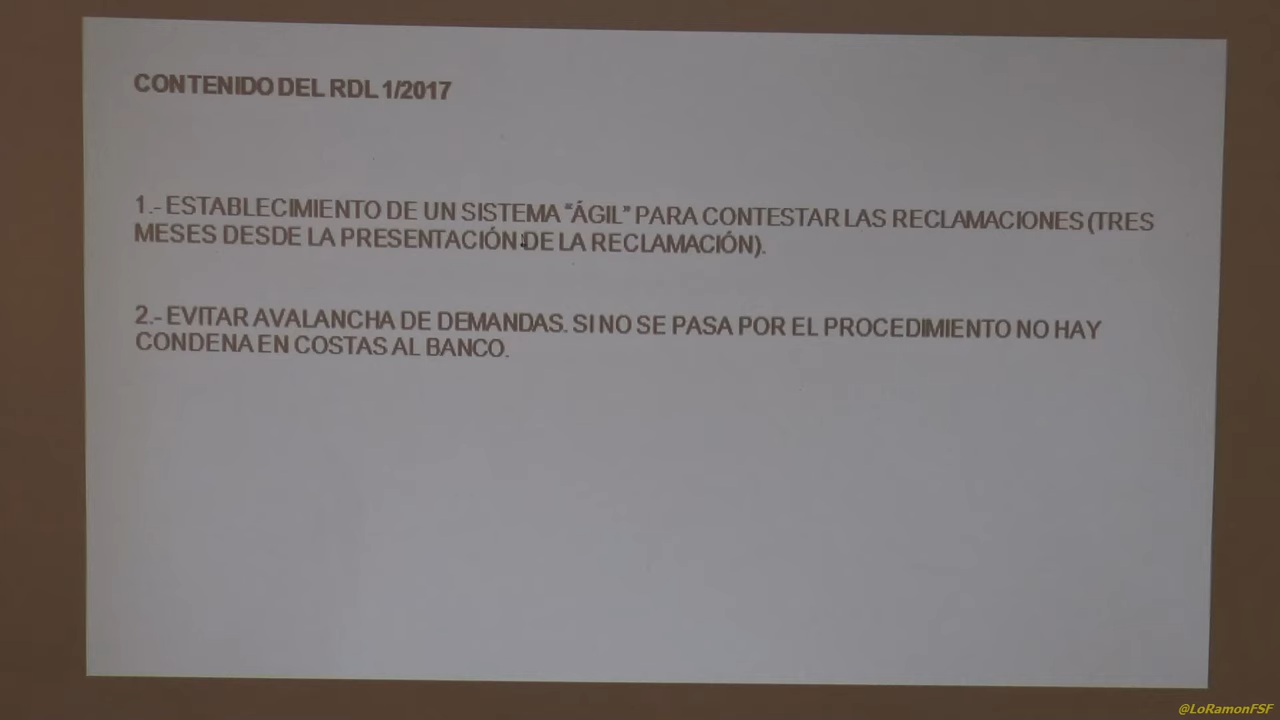 CONTENIDO DEL RDL 1/2017
1.- ESTABLECIMIENTO DE UN SISTEMA “ÁGIL” PARA CONTESTAR LAS RECLAMACIONES (TRES
MESES DESDE LA PRESENTACIÓN DE LA RECLAMACIÓN).
2.- EVITAR AVALANCHA DE DEMANDAS. SI NO SE PASA POR EL PROCEDIMIENTO NO HAY
CONDENA EN COSTAS AL BANCO.
@LoRamonFSF